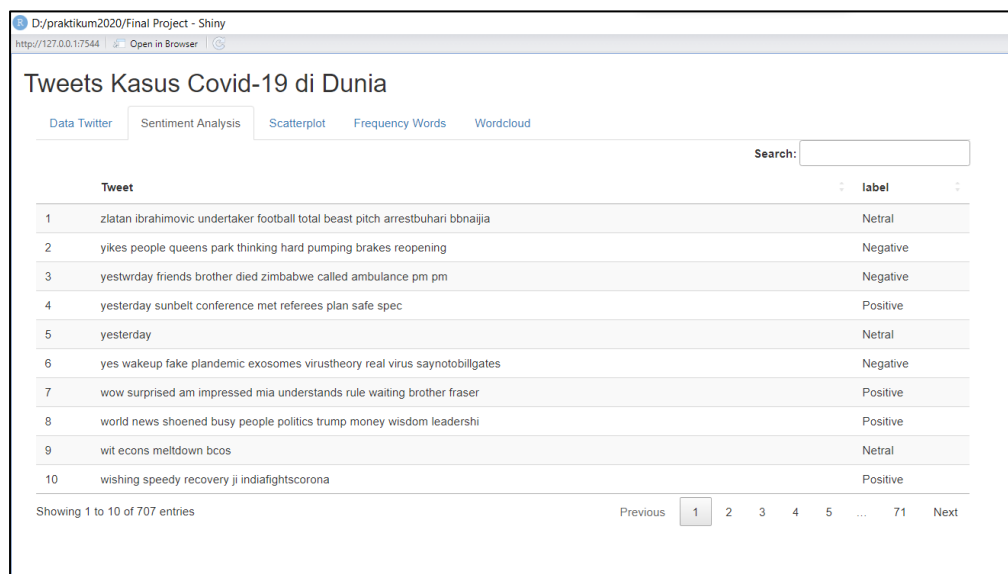 R D:/praktikum2020/Final Project - Shiny
http://127.0.0.1:7544 Open in Browser
Tweets Kasus Covid-19 di Dunia
Data Twitter Sentiment Analysis Scatterplot Frequency Words Wordcloud
Search:
Tweet label
1 zlatan ibrahimovic undertaker football total beast pitch arrestbuhari bbnaijia Netral
2 yikes people queens park thinking hard pumping brakes reopening Negative
3 yestwrday friends brother died zimbabwe called ambulance pm pm Negative
4 yesterday sunbelt conference met referees plan safe spec Positive
5 yesterday Netral
6 yes wakeup fake plandemic exosomes virustheory real virus saynotobillgates Negative
7 wow surprised am impressed mia understands rule waiting brother fraser Positive
8 world news shoened busy people politics trump money wisdom leadershi Positive
9 wit econs meltdown bcos Netral
10 wishing speedy recovery ji indiafightscorona Positive
Showing 1 to 10 of 707 entries Previous 1 2 3 4 5 ... 71 Next